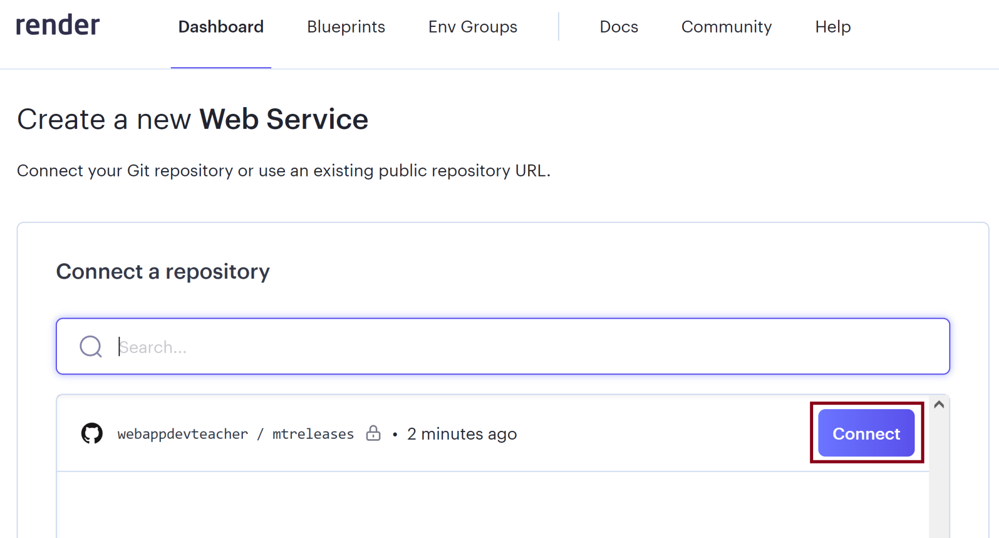 render Dashboard Blueprints Env Groups Docs Community Help
Create a new Web Service
Connect your Git repository or use an existing public repository URL.
Connect a repository
Search...
webappdevteacher / mtreleases • 2 minutes ago Connect